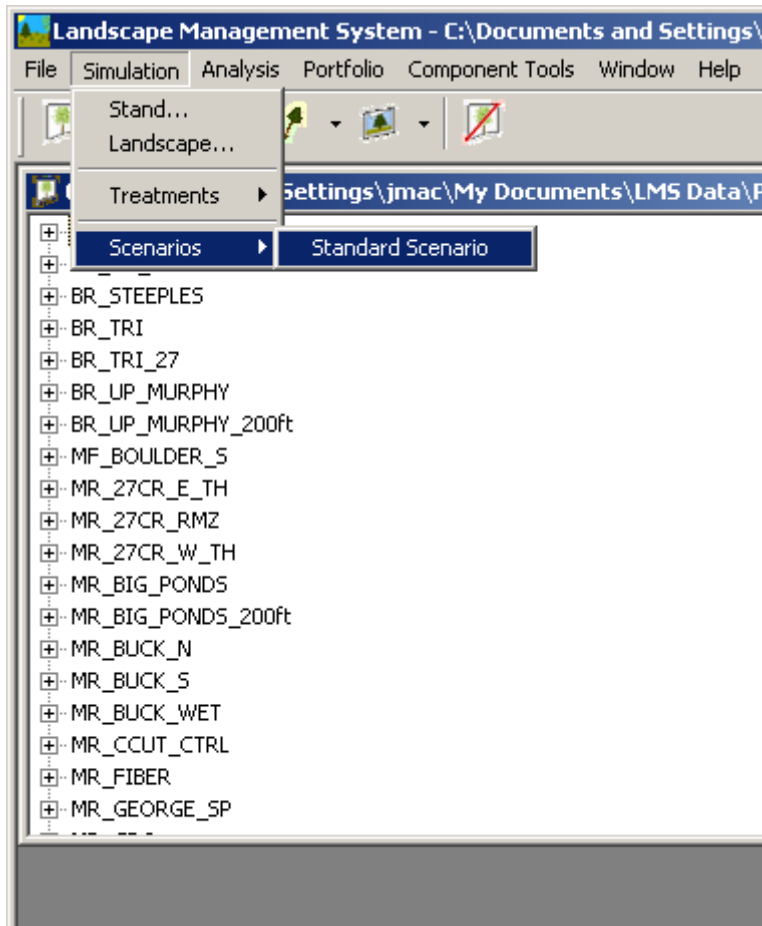 Landscape Management System - C:\Documents and Settings\
File Simulation Analysis Portfolio Component Tools Window Help
Stand...
Landscape...
Settings\jmac\My Documents\LMS Data\
Treatments
Scenarios Standard Scenario
BR_STEEPLES
BR_TRI
BR_TRI_27
BR_UP_MURPHY
BR_UP_MURPHY_200ft
MF_BOULDER_S
MR_27CR_E_TH
MR_27CR_RMZ
MR_27CR_W_TH
MR_BIG_PONDS
MR_BIG_PONDS_200ft
MR_BUCK_N
MR_BUCK_S
MR_BUCK_WET
MR_CCUT_CTRL
MR_FIBER
MR_GEORGE_SP